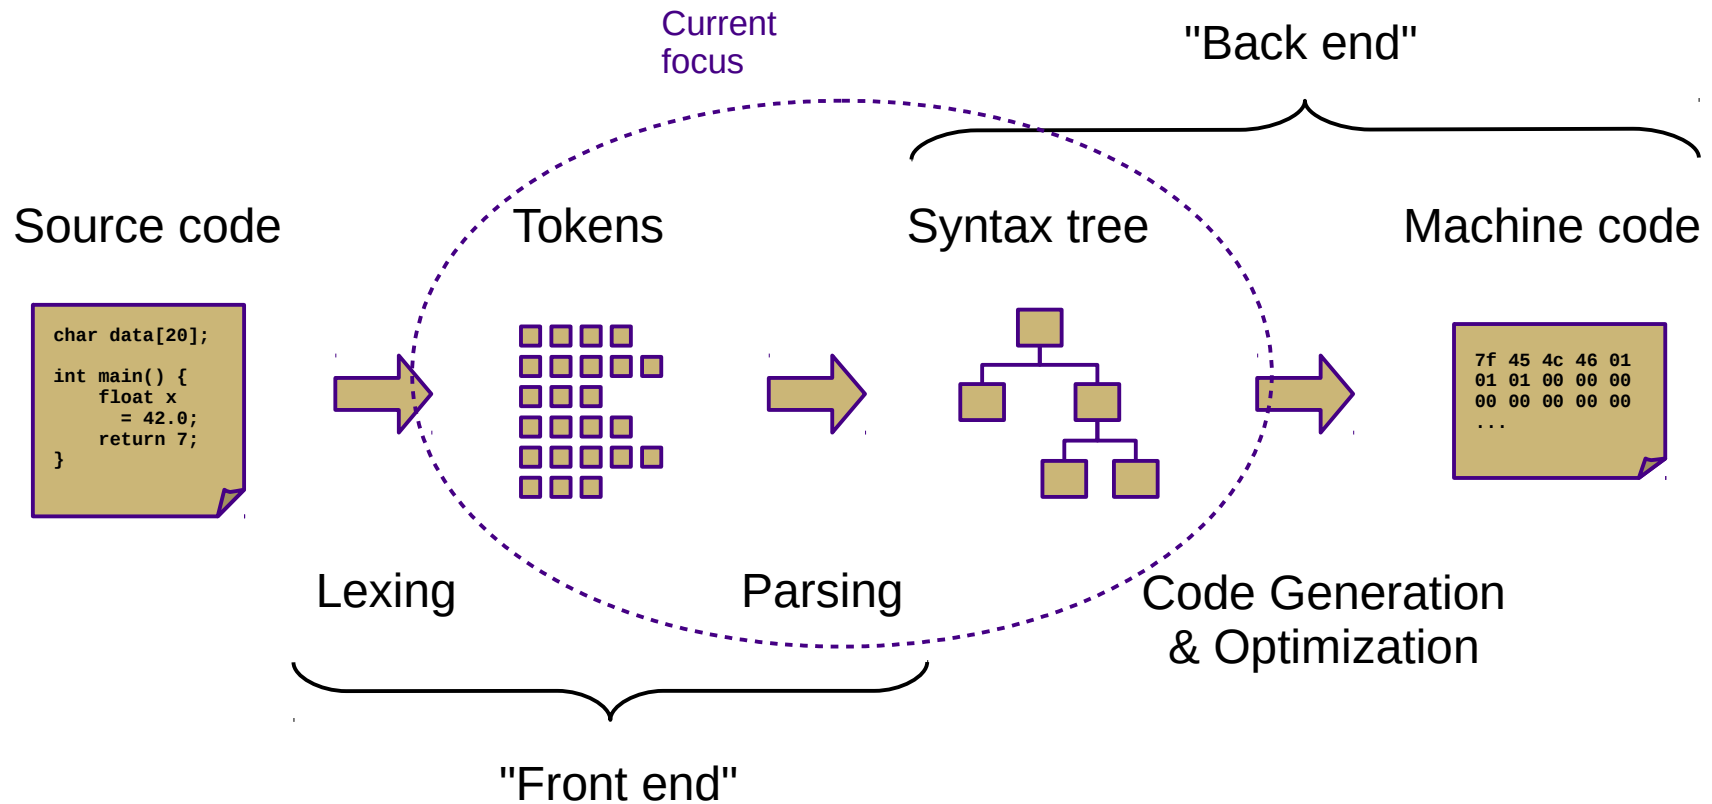 Current
focus
"Back end"
Source code
Tokens
Syntax tree
Machine code
char data[20];
int main() {
float x
= 42.0;
return 7;
}
7f 45 4c 46 01
01 01 00 00 00
00 00 00 00 00
...
Lexing
Parsing
Code Generation
& Optimization
"Front end"